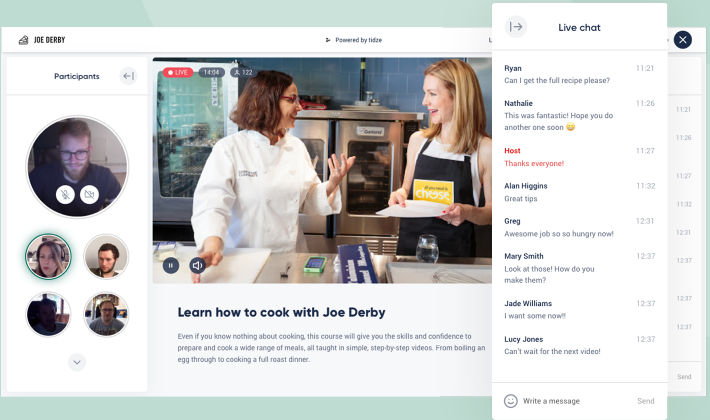 JOE DERBY
Powered by tidze
Participants
LIVE
14:04
122
Garland
chose
Learn how to cook with Joe Derby
Even if you know nothing about cooking, this course will give you the skills and confidence to
prepare and cook a wide range of meals, all taught in simple, step-by-step videos. From boiling an
egg through to cooking a full roast dinner.
Live chat
Ryan 11:21
Can I get the full recipe please?
Nathalie 11:26
This was fantastic! Hope you do
another one soon 😀
Host 11:27
Thanks everyone!
Alan Higgins 11:32
Great tips
Greg 12:31
Awesome job so so hungry now!
Mary Smith 12:37
Look at those! How do you
make them?
Jade Williams 12:37
I want some now!!
Lucy Jones 12:37
Can't wait for the next video!
Write a message Send
11:21
11:26
11:27
11:32
12:31
12:37
12:37
12:37
Send